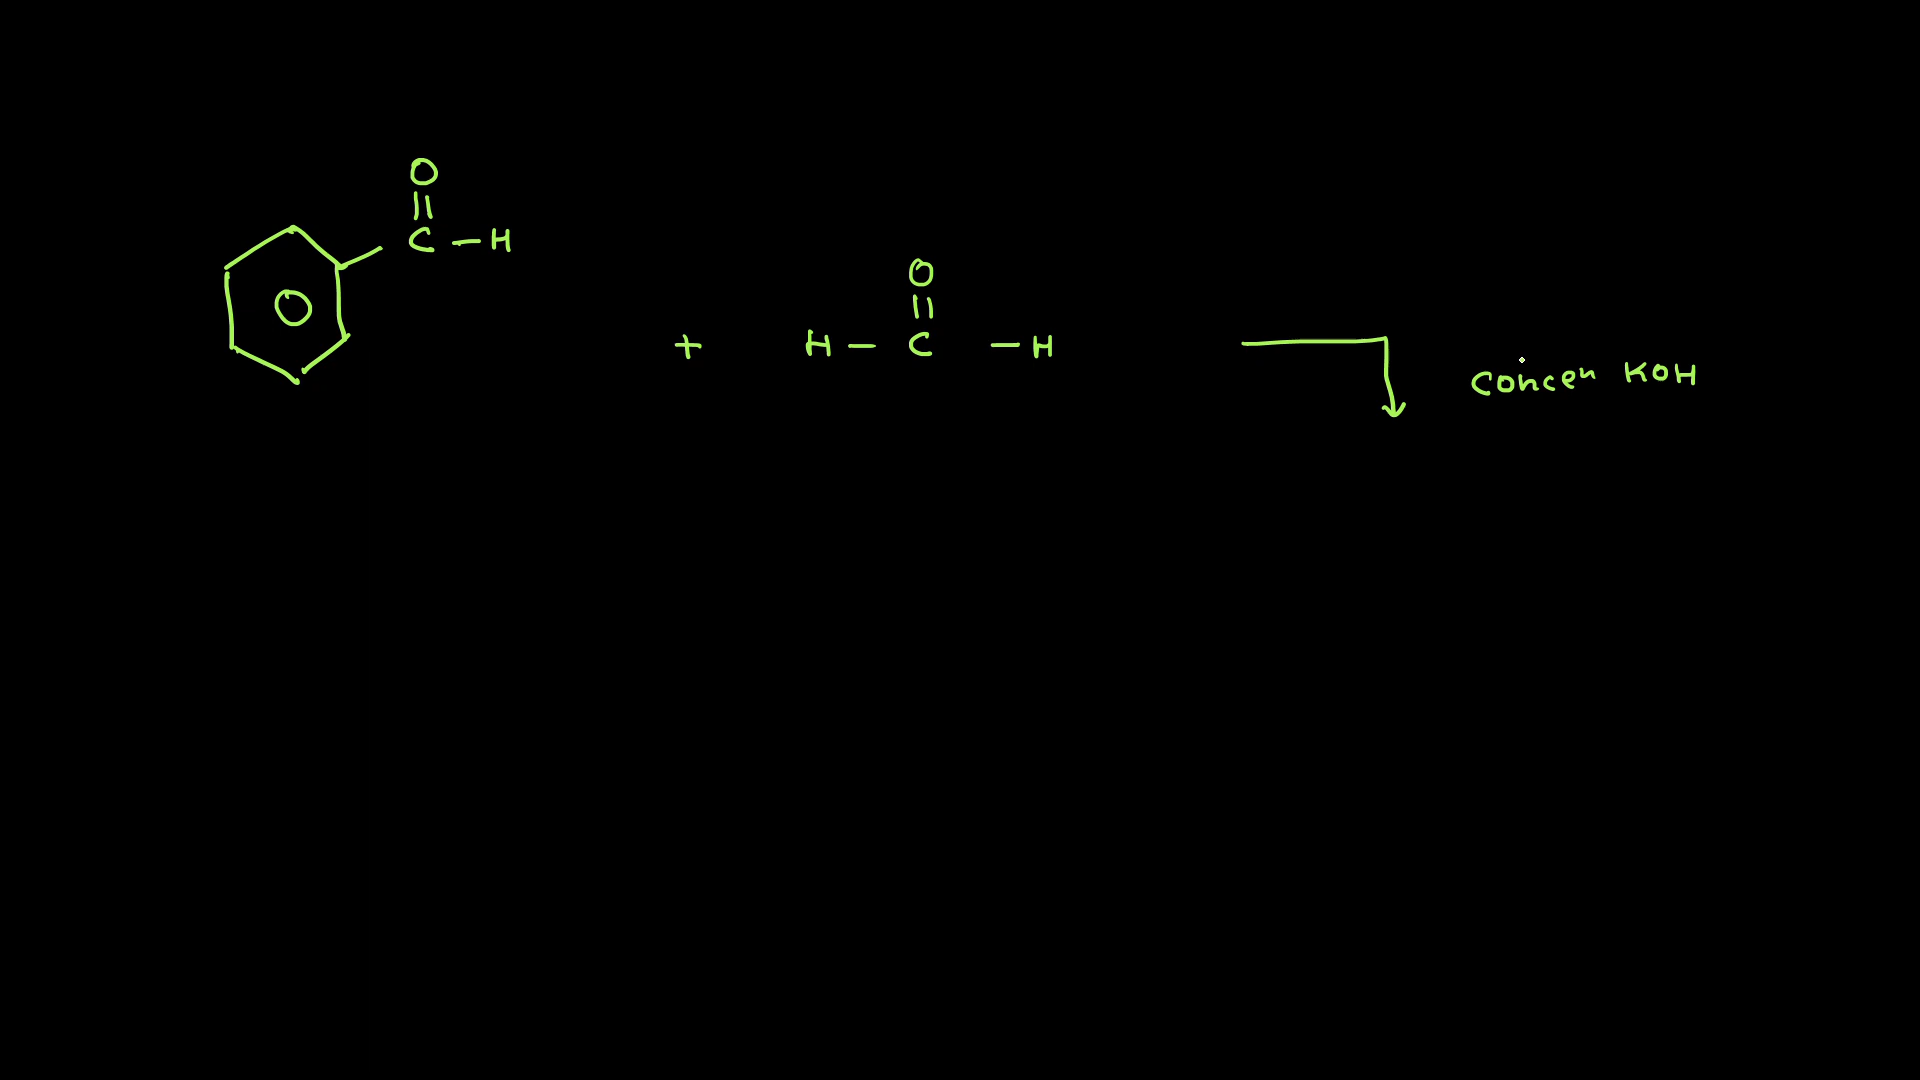 O
||
C - H
O
O
||
+ H - C - H
Concen KOH